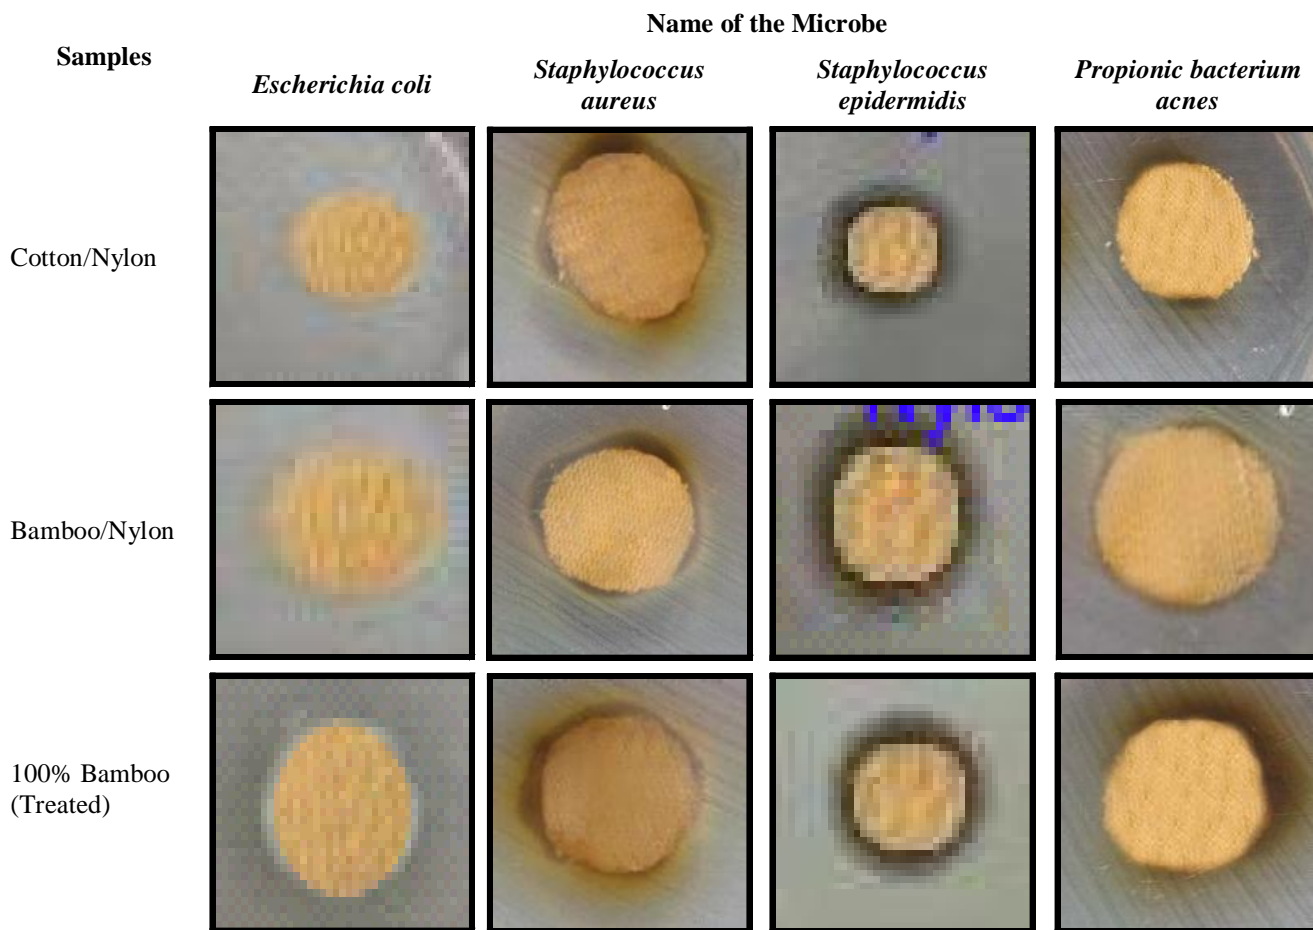 Name of the Microbe
Samples
Escherichia coli
Staphylococcus
aureus
Staphylococcus
epidermidis
Propionic bacterium
acnes
Cotton/Nylon
Bamboo/Nylon
100% Bamboo
(Treated)